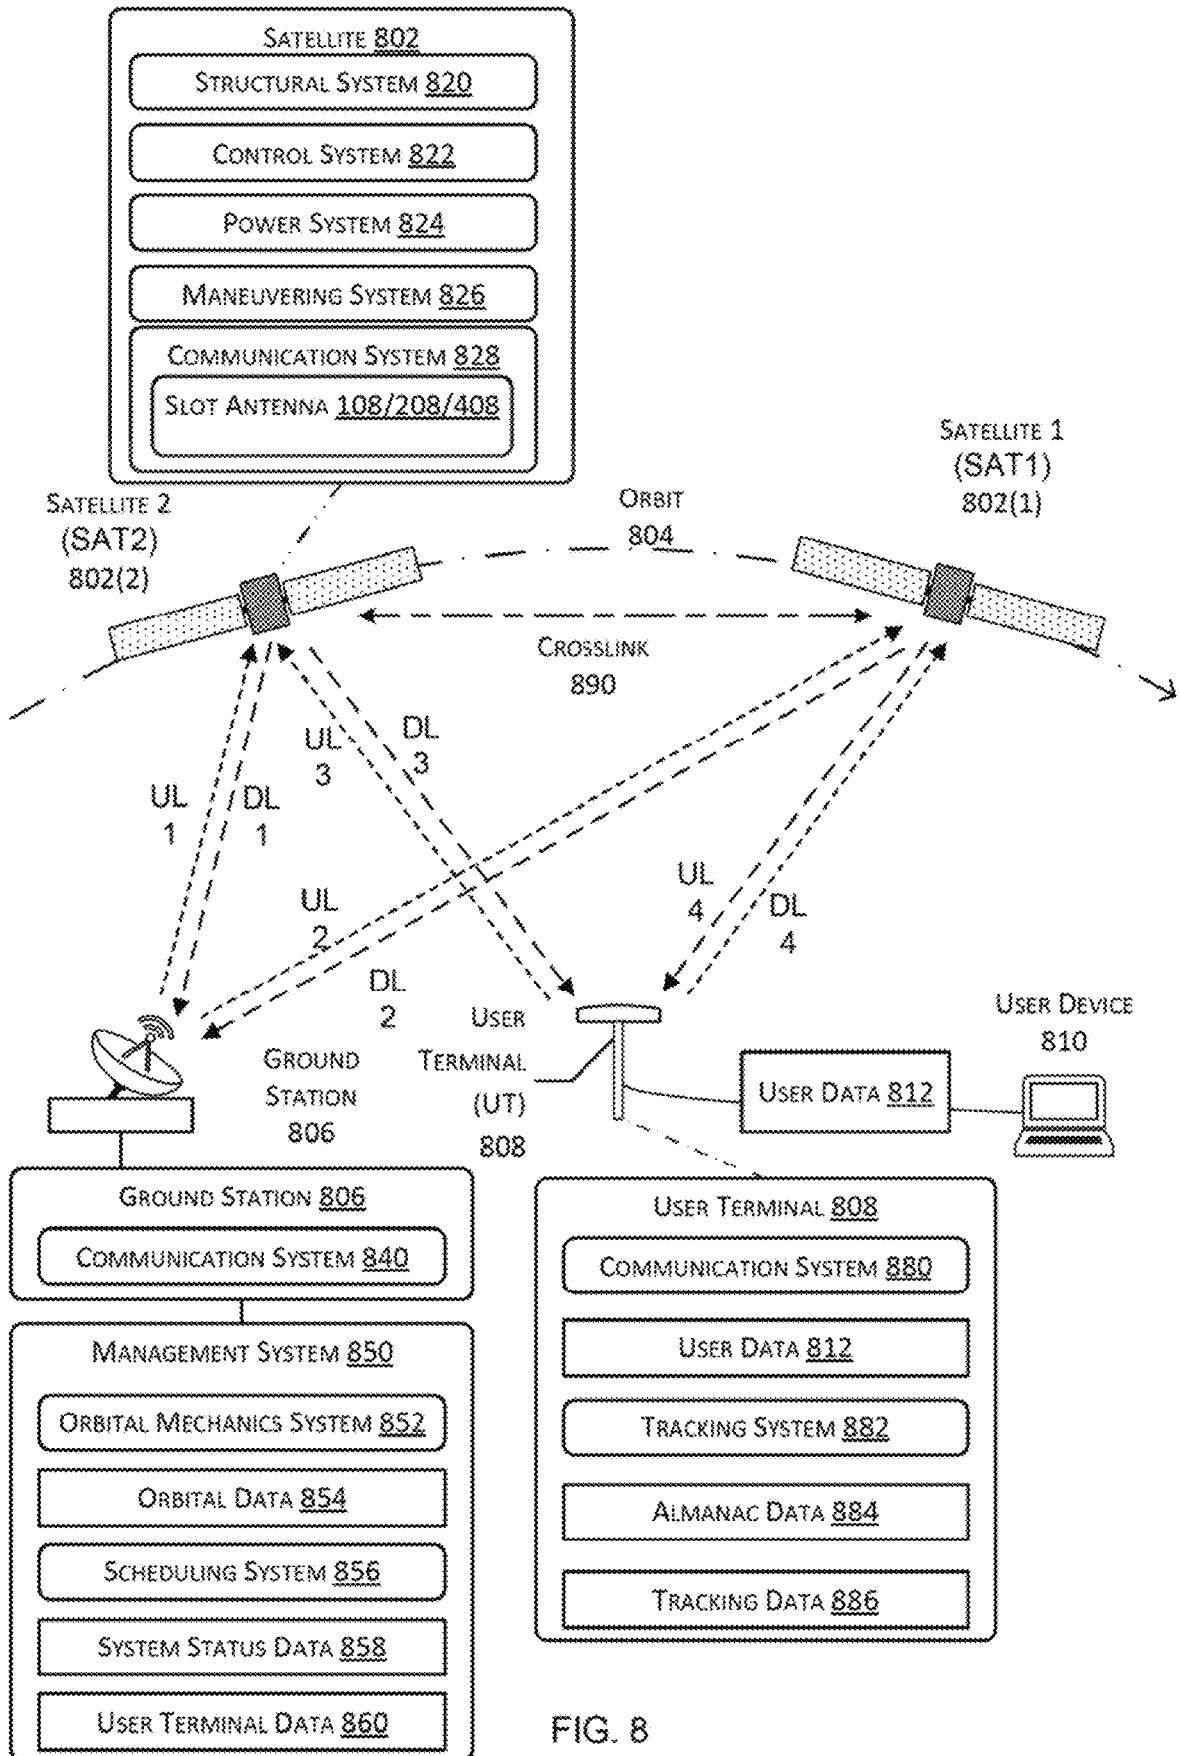 SATELLITE 802
STRUCTURAL SYSTEM 820
CONTROL SYSTEM 822
POWER SYSTEM 824
MANEUVERING SYSTEM 826
COMMUNICATION SYSTEM 828
SLOT ANTENNA 108/208/408
SATELLITE 1
(SAT1)
802(1)
SATELLITE 2
(SAT2)
802(2)
ORBIT
804
CROSSLINK
890
UL
1
DL
1
UL
3
DL
3
UL
2
DL
2
UL
4
DL
4
GROUND
STATION
806
USER
TERMINAL
(UT)
808
USER DATA 812
USER DEVICE
810
GROUND STATION 806
COMMUNICATION SYSTEM 840
MANAGEMENT SYSTEM 850
ORBITAL MECHANICS SYSTEM 852
ORBITAL DATA 854
SCHEDULING SYSTEM 856
SYSTEM STATUS DATA 858
USER TERMINAL DATA 860
USER TERMINAL 808
COMMUNICATION SYSTEM 880
USER DATA 812
TRACKING SYSTEM 882
ALMANAC DATA 884
TRACKING DATA 886
FIG. 8